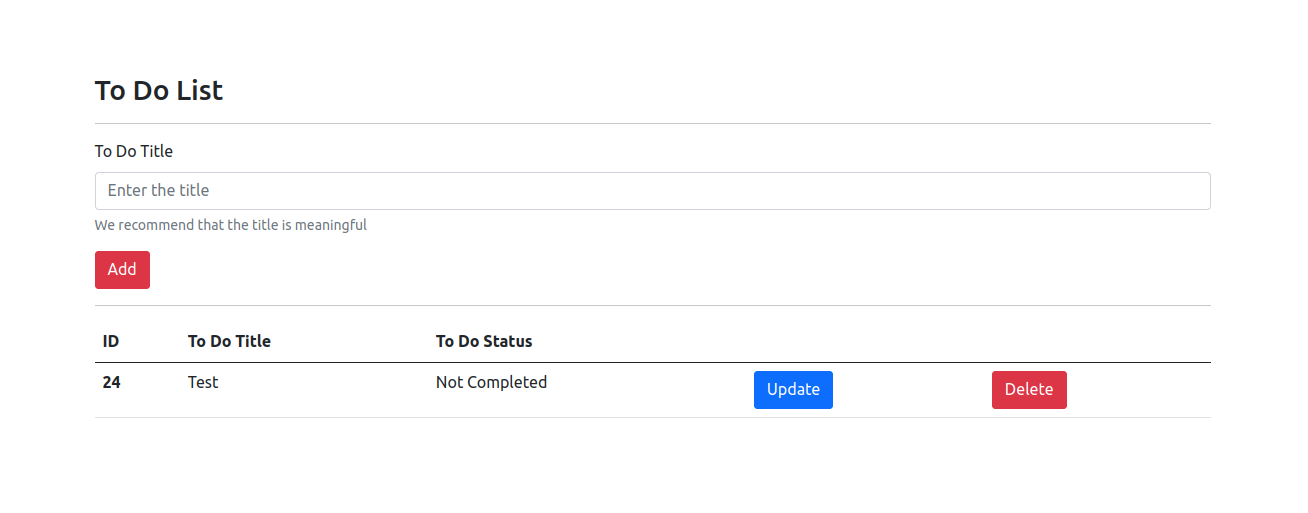 To Do List
To Do Title
Enter the title
We recommend that the title is meaningful
Add
ID To Do Title To Do Status
24 Test Not Completed Update Delete